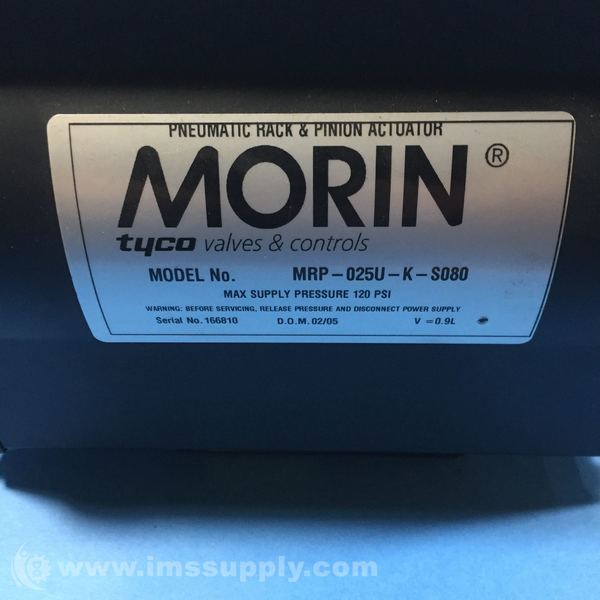 PNEUMATIC RACK & PINION ACTUATOR
MORIN ®
tyco valves & controls
MODEL No. MRP-025U-K-S080
MAX SUPPLY PRESSURE 120 PSI
WARNING: BEFORE SERVICING, RELEASE PRESSURE AND DISCONNECT POWER SUPPLY
Serial No. 166810 D.O.M. 02/05 V = 0.9L
www.imssupply.com